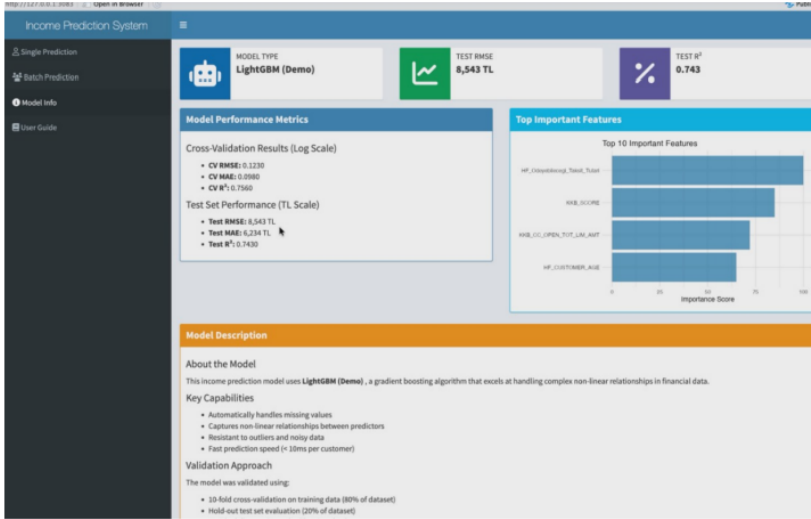 http://127.0.0.1:3083 Open in Browser
Income Prediction System
Single Prediction
Batch Prediction
Model Info
User Guide
MODEL TYPE
LightGBM (Demo)
TEST RMSE
8,543 TL
TEST R²
0.743
Model Performance Metrics
Cross-Validation Results (Log Scale)
• CV RMSE: 0.1230
• CV MAE: 0.0980
• CV R²: 0.7560
Test Set Performance (TL Scale)
• Test RMSE: 8,543 TL
• Test MAE: 6,234 TL
• Test R²: 0.7430
Top Important Features
Top 10 Important Features
KKB_SCORE
KKB_CC_OPEN_TOT_LIM_AMT
MF_CUSTOMER_AGE
0 25 50 75 100
Importance Score
Model Description
About the Model
This income prediction model uses LightGBM (Demo) , a gradient boosting algorithm that excels at handling complex non-linear relationships in financial data.
Key Capabilities
• Automatically handles missing values
• Captures non-linear relationships between predictors
• Resistant to outliers and noisy data
• Fast prediction speed (< 10ms per customer)
Validation Approach
The model was validated using:
• 10-fold cross-validation on training data (80% of dataset)
• Hold-out test set evaluation (20% of dataset)